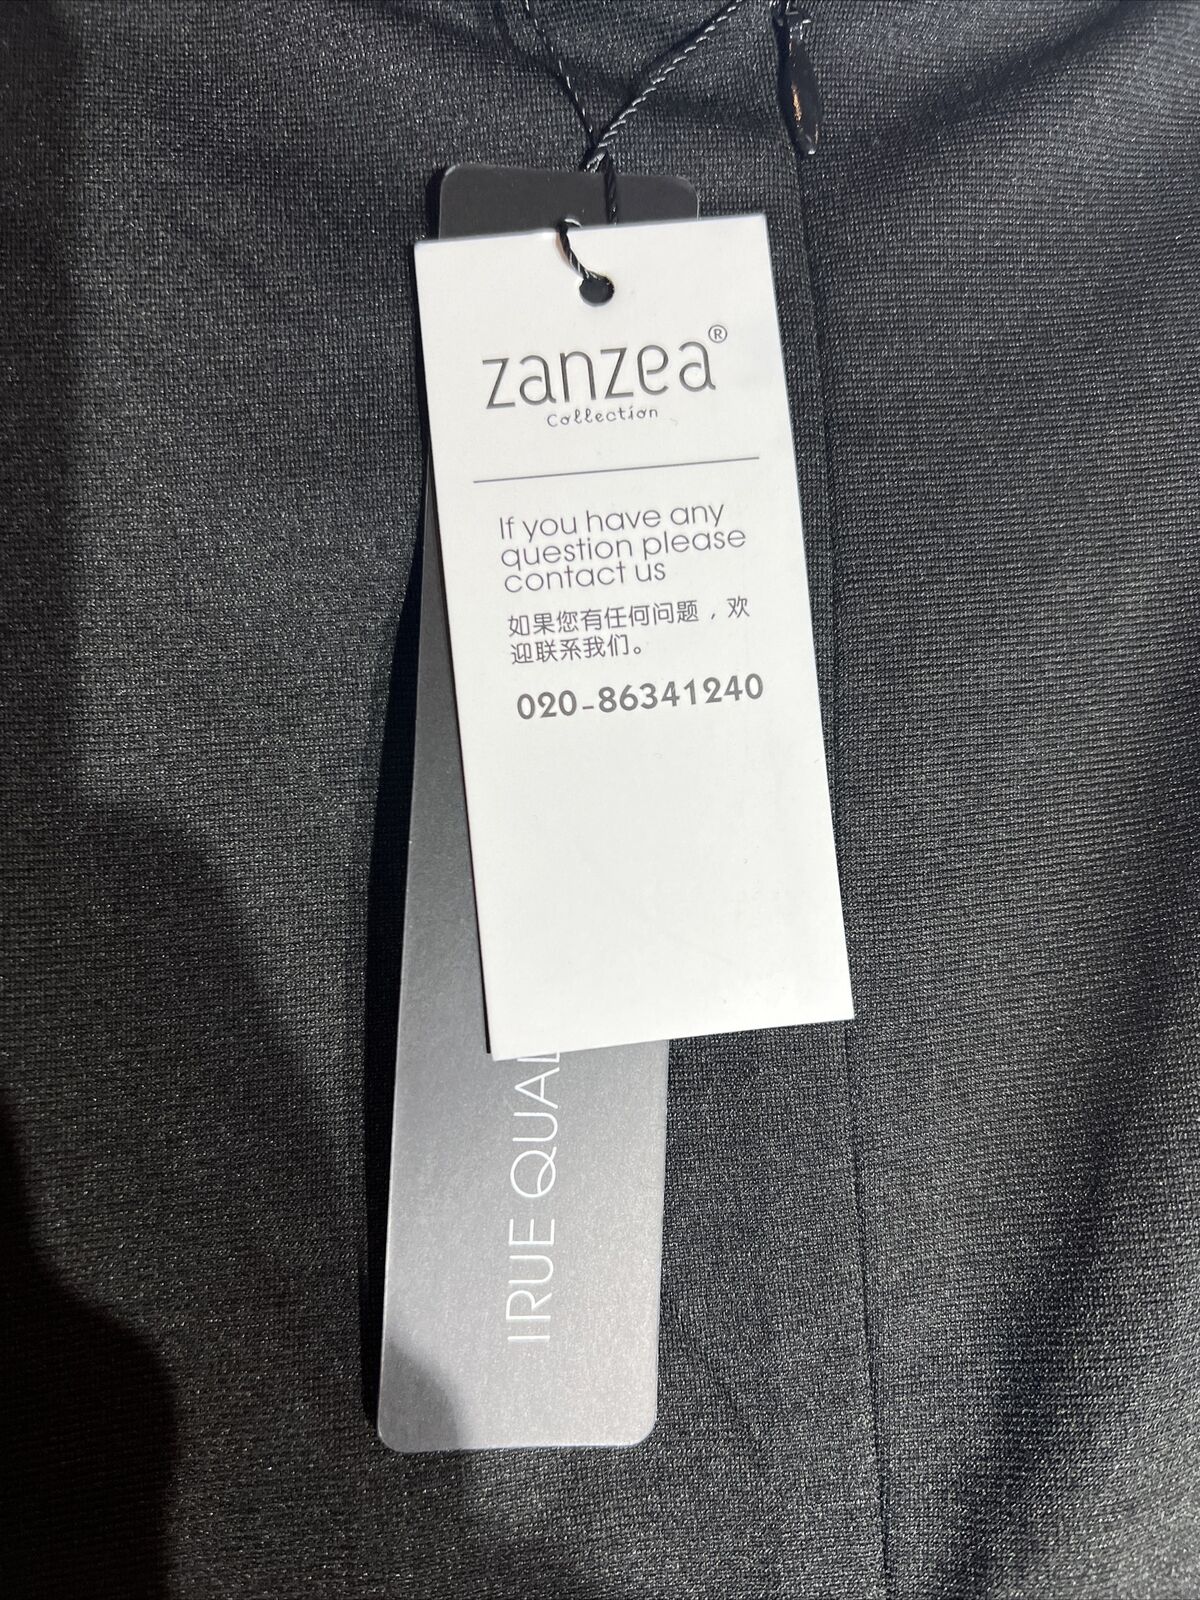 zanzea®
Collection
If you have any
question please
contact us
如果您有任何问题，欢
迎联系我们。
020-86341240
TRUE